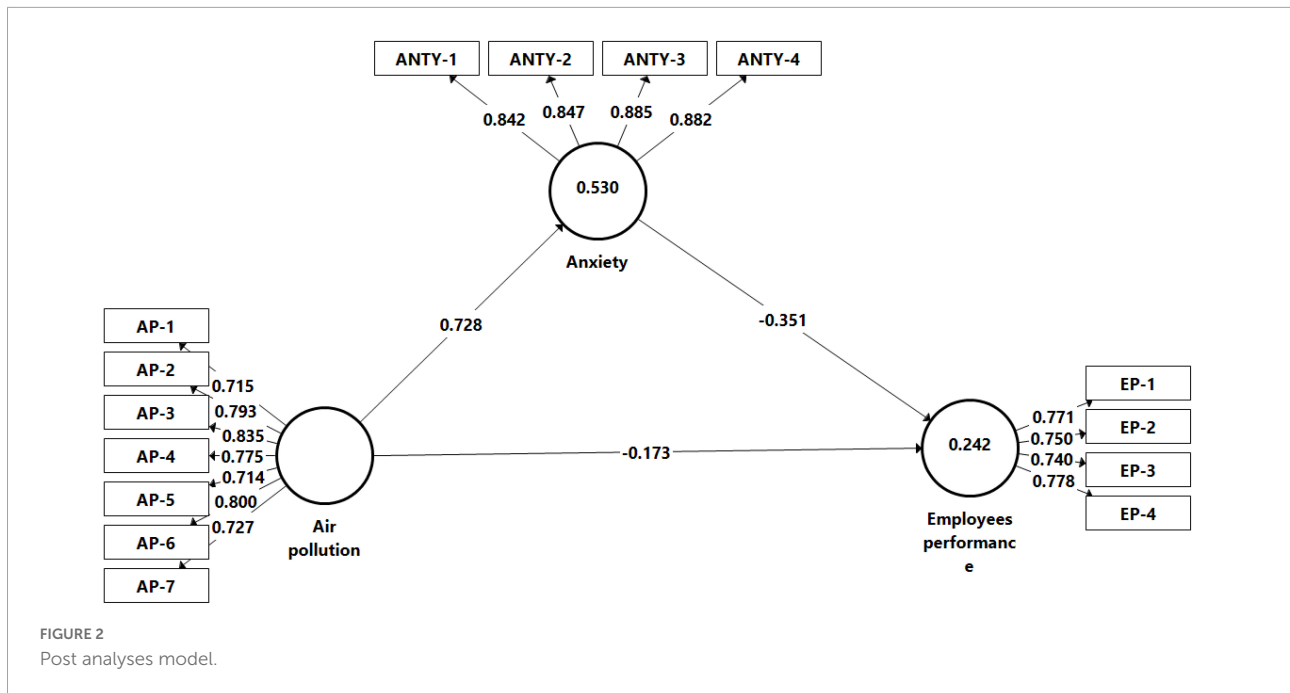 ANTY-1 ANTY-2 ANTY-3 ANTY-4
0.842 0.847 0.885 0.882
0.530
Anxiety
0.728
-0.351
AP-1
AP-2
AP-3
AP-4
AP-5
AP-6
AP-7
0.715
0.793
0.835
0.775
0.714
0.800
0.727
Air
pollution
-0.173
0.242
Employees
performanc
e
0.771
0.750
0.740
0.778
EP-1
EP-2
EP-3
EP-4
FIGURE 2
Post analyses model.